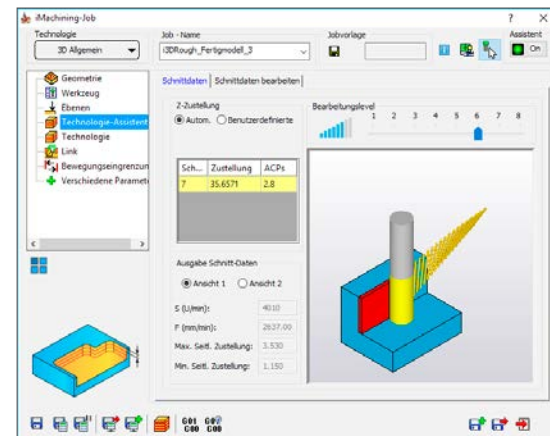 iMachining-Job
? X
Technologie
3D Allgemein
Job - Name
i3DRough_Fertigmodell_3
Jobvorlage
Assistent
On
Geometrie
Werkzeug
Ebenen
Technologie-Assistent
Technologie
Link
Bewegungseingrenzun
Verschiedene Paramet
Schnittdaten
Schnittdaten bearbeiten
Z-Zustellung
Autom.
Benutzerdefinierte
Sch... Zustellung ACPs
7 35.6571 2.8
Ausgabe Schnitt-Daten
Ansicht 1
Ansicht 2
S (U/min): 4010
F (mm/min): 2637.00
Max. Seitl. Zustellung: 3.530
Min. Seitl. Zustellung: 1.150
Bearbeitungslevel
1 2 3 4 5 6 7 8
G01 G0?
G00 G00